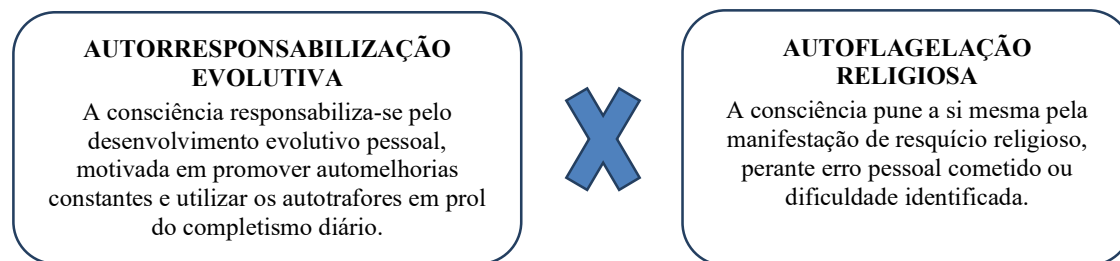 AUTORRESPONSABILIZAÇÃO
EVOLUTIVA
A consciência responsabiliza-se pelo
desenvolvimento evolutivo pessoal,
motivada em promover automelhorias
constantes e utilizar os autotrafores em prol
do completismo diário.
AUTOFLAGELAÇÃO
RELIGIOSA
A consciência pune a si mesma pela
manifestação de resquício religioso,
perante erro pessoal cometido ou
dificuldade identificada.